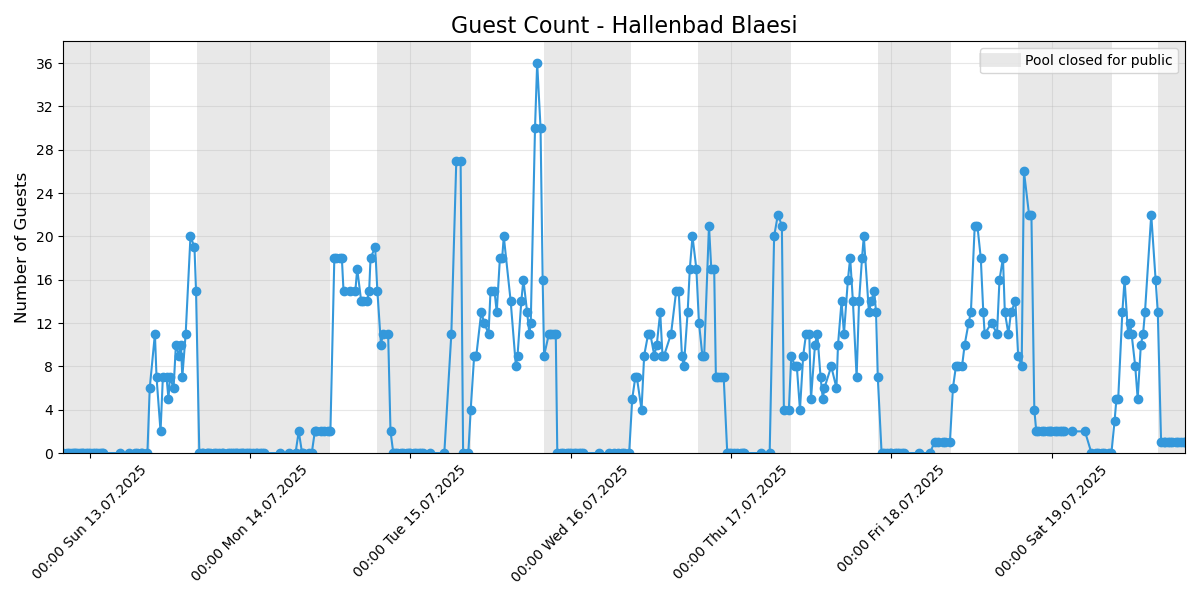 Guest Count - Hallenbad Blaesi
Pool closed for public
Number of Guests
36
32
28
24
20
16
12
8
4
0
00:00 Sun 13.07.2025
00:00 Mon 14.07.2025
00:00 Tue 15.07.2025
00:00 Wed 16.07.2025
00:00 Thu 17.07.2025
00:00 Fri 18.07.2025
00:00 Sat 19.07.2025